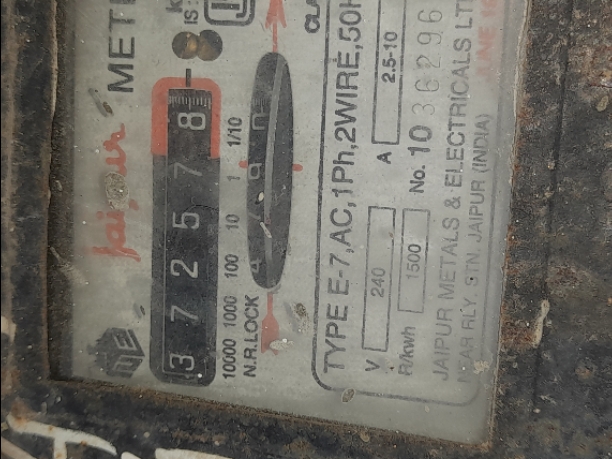 METE
jaipur
3 7 2 5 7 8
10000 1000 100 10 1 1/10
N.R.LOCK
TYPE E-7,AC,1Ph,2WIRE,50H
V 240 A 2.5-10
R/kwh 1500 No. 10 36296
JAIPUR METALS & ELECTRICALS LT
NEAR RLY. STN. JAIPUR (INDIA)